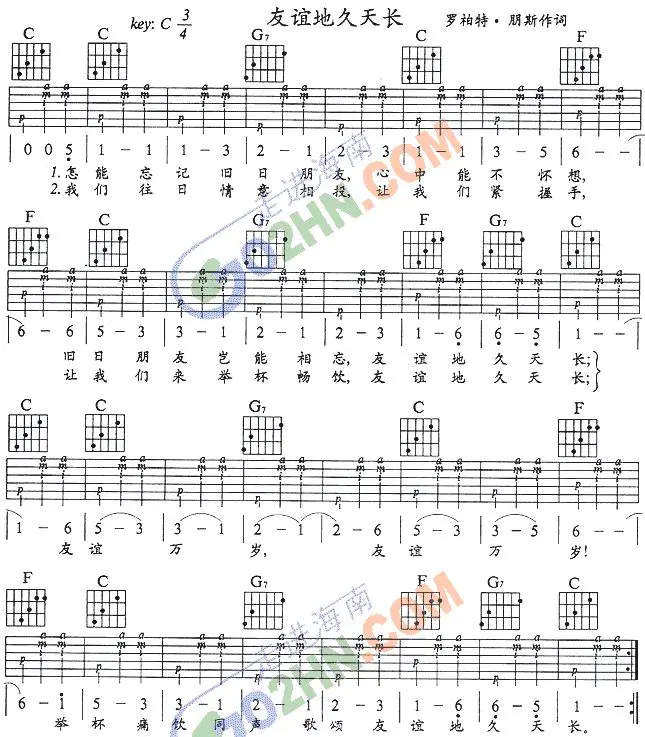 key: C 3/4 友谊地久天长 罗柏特·朋斯作词
C C G7 C F
p i m a
0 0 5 1 - 1 1 - 3 2 - 1 2 - 3 1 - 1 3 - 5 6 - -
1.怎能忘记旧日朋友,心中能不怀想,
2.我们往日情意相投,让我们紧握手,
F C G7 F G7 C
6 - 6 5 - 3 3 - 1 2 - 1 2 - 3 1 - 6 6 - 5 1 - -
旧日朋友岂能相忘,友谊地久天长;
让我们来举杯畅饮,友谊地久天长;
C C G7 C F
1 - 6 5 - 3 3 - 1 2 - 1 2 - 6 5 - 3 3 - 5 6 - -
友谊万岁,友谊万岁!
F C G7 F G7 C
6 - 1 5 - 3 3 - 1 2 - 1 2 - 3 1 - 6 6 - 5 1 - -
举杯痛饮同声歌颂友谊地久天长。
走进海南
GO2HN.COM
走进海南
GO2HN.COM